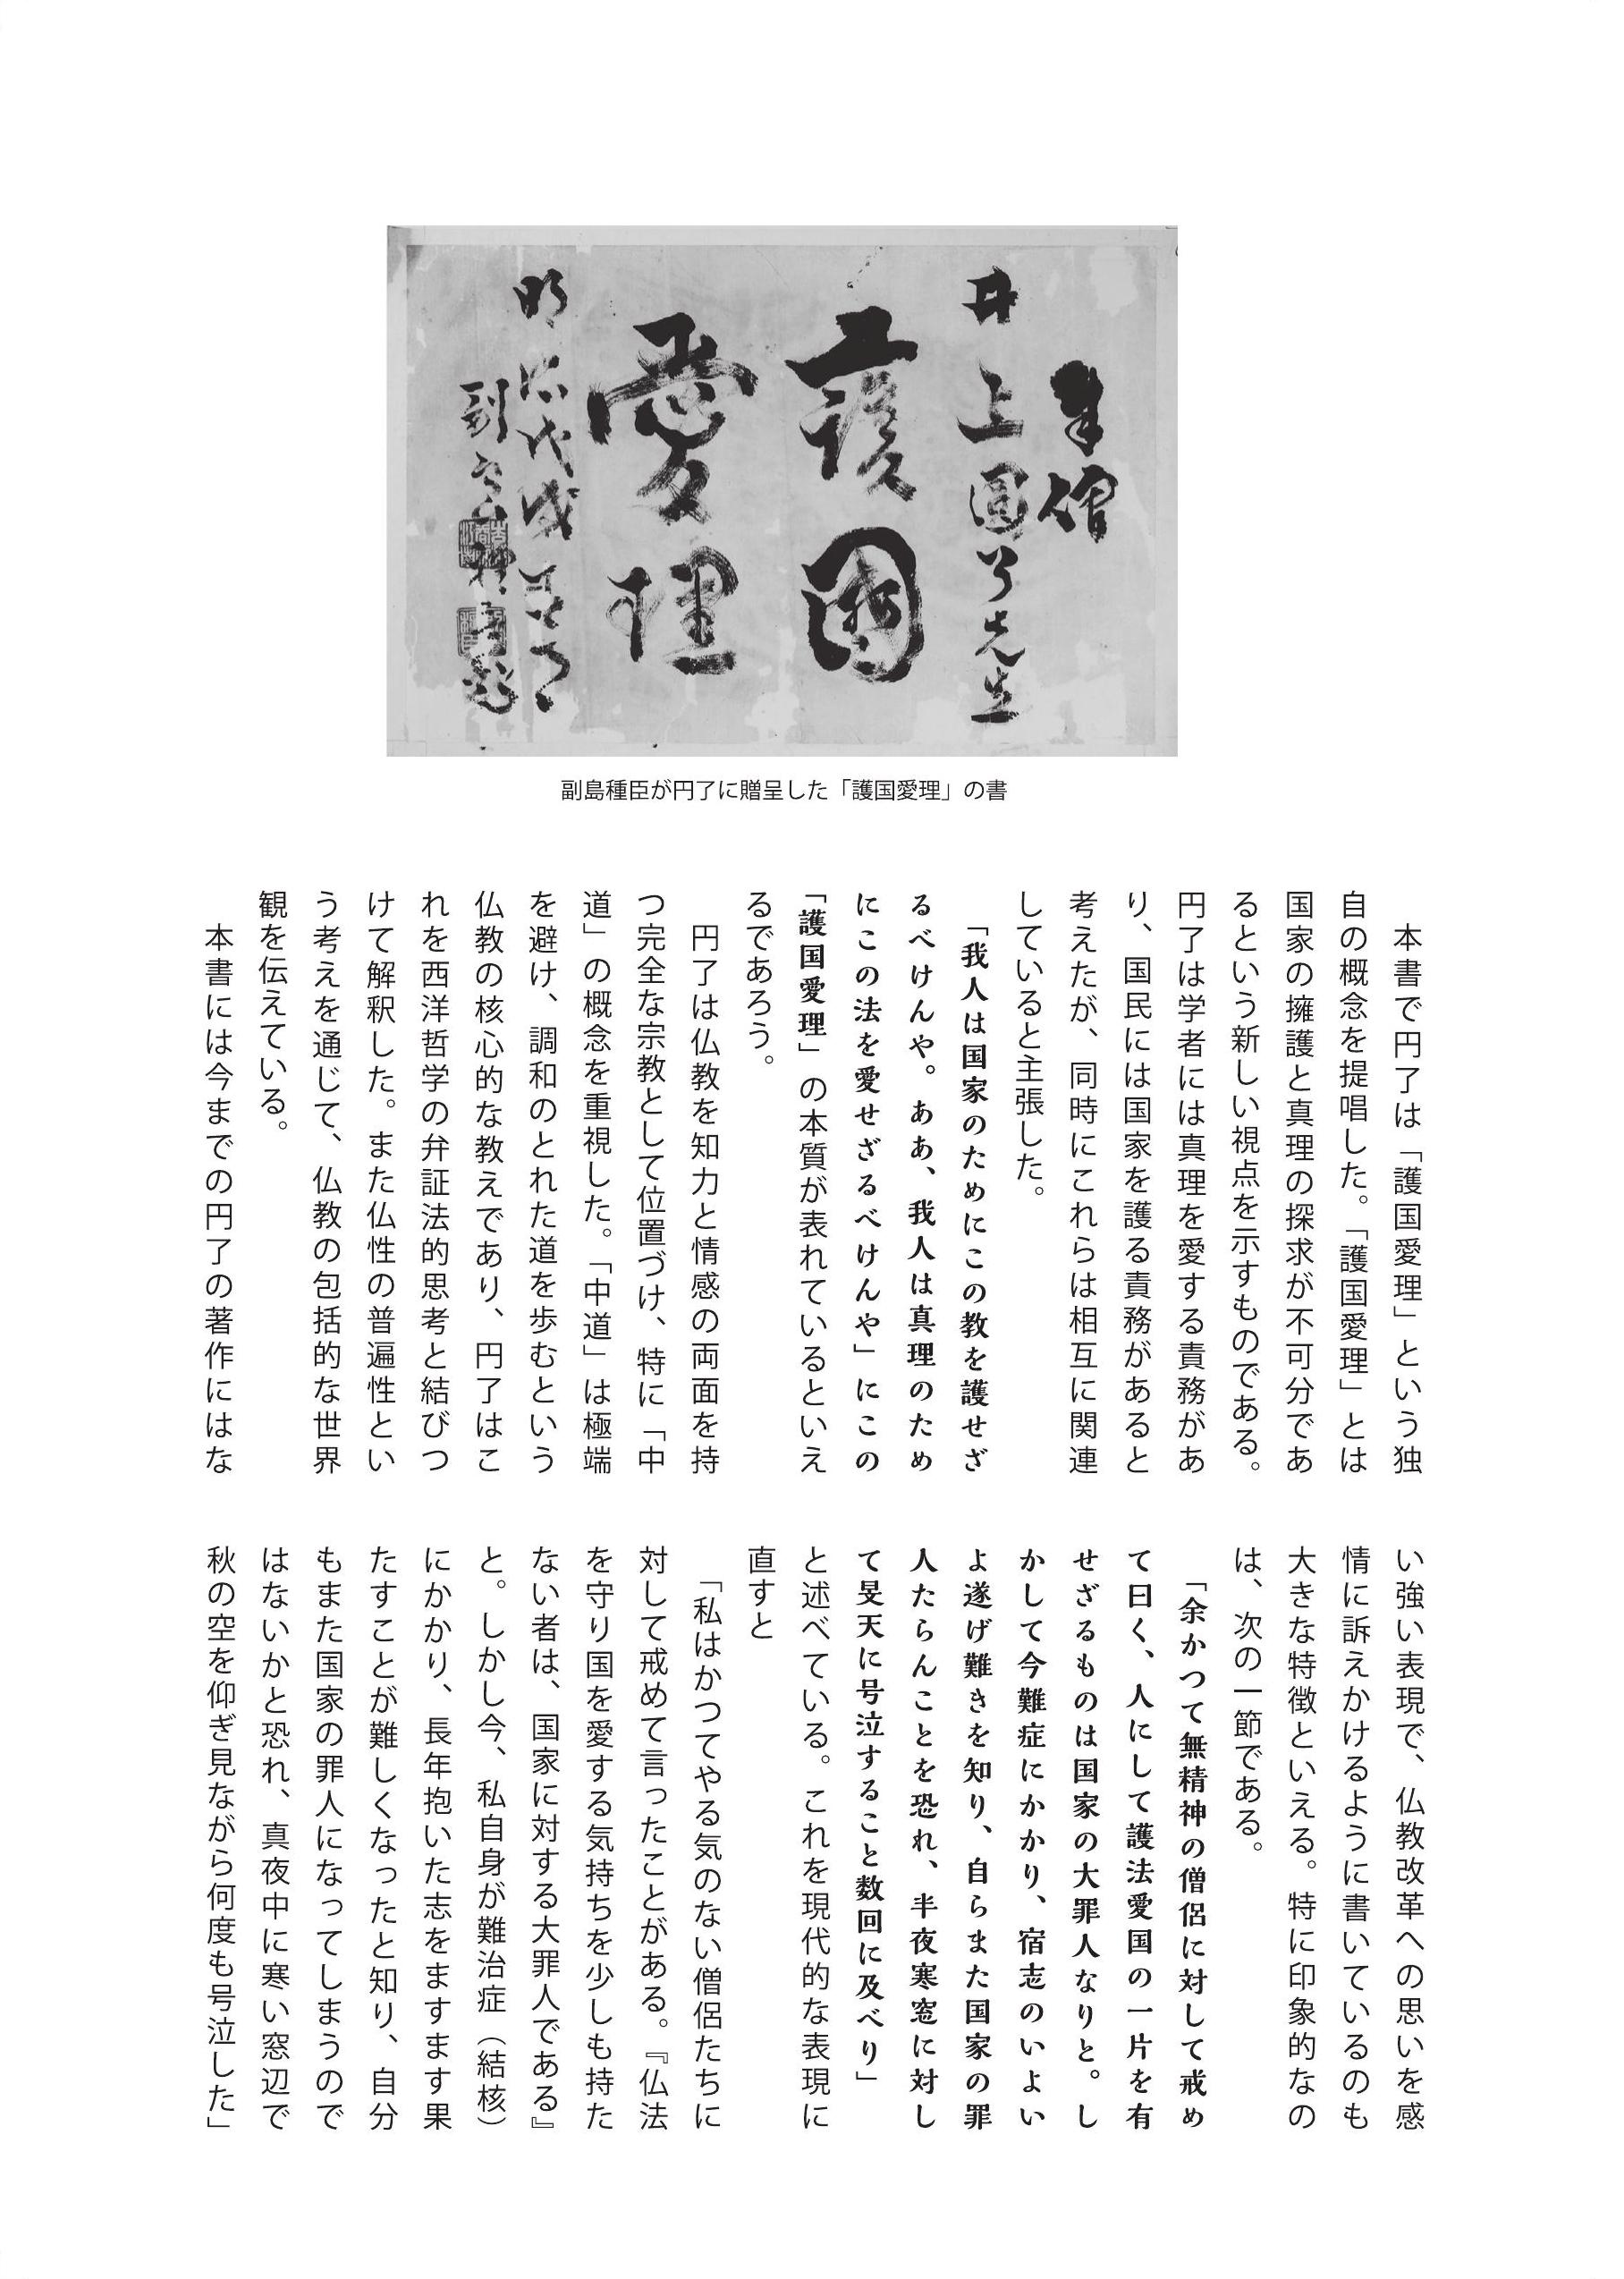 井上圓了先生
護國
愛理
副島種臣が円了に贈呈した「護国愛理」の書
本書で円了は「護国愛理」という独
自の概念を提唱した。「護国愛理」とは
国家の擁護と真理の探求が不可分であ
るという新しい視点を示すものである。
円了は学者には真理を愛する責務があ
り、国民には国家を護る責務があると
考えたが、同時にこれらは相互に関連
していると主張した。
「我人は国家のためにこの教を護せざ
るべけんや。ああ、我人は真理のため
にこの法を愛せざるべけんや」にこの
「護国愛理」の本質が表れているといえ
るであろう。
円了は仏教を知力と情感の両面を持
つ完全な宗教として位置づけ、特に「中
道」の概念を重視した。「中道」は極端
を避け、調和のとれた道を歩むという
仏教の核心的な教えであり、円了はこ
れを西洋哲学の弁証法的思考と結びつ
けて解釈した。また仏性の普遍性とい
う考えを通じて、仏教の包括的な世界
観を伝えている。
本書には今までの円了の著作にはな
い強い表現で、仏教改革への思いを感
情に訴えかけるように書いているのも
大きな特徴といえる。特に印象的なの
は、次の一節である。
「余かつて無精神の僧侶に対して戒め
て曰く、人にして護法愛国の一片を有
せざるものは国家の大罪人なりと。し
かして今難症にかかり、宿志のいよい
よ遂げ難きを知り、自らまた国家の罪
人たらんことを恐れ、半夜寒窓に対し
て旻天に号泣すること数回に及べり」
と述べている。これを現代的な表現に
直すと
「私はかつてやる気のない僧侶たちに
対して戒めて言ったことがある。『仏法
を守り国を愛する気持ちを少しも持た
ない者は、国家に対する大罪人である』
と。しかし今、私自身が難治症（結核）
にかかり、長年抱いた志をますます果
たすことが難しくなったと知り、自分
もまた国家の罪人になってしまうので
はないかと恐れ、真夜中に寒い窓辺で
秋の空を仰ぎ見ながら何度も号泣した」